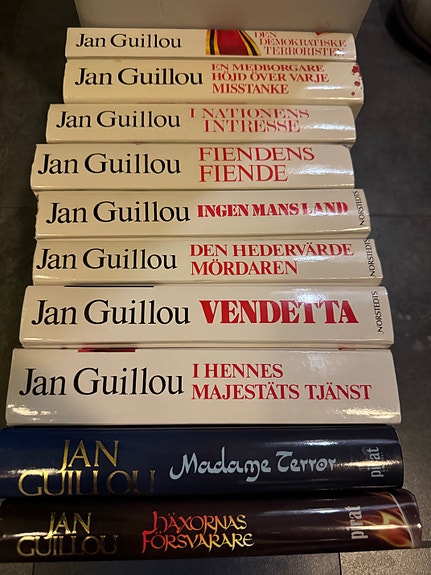 Jan Guillou
DEN
DEMOKRATISKE
TERRORISTEN
Jan Guillou
EN MEDBORGARE
HÖJD ÖVER VARJE
MISSTANKE
Jan Guillou
I NATIONENS
INTRESSE
Jan Guillou
FIENDENS
FIENDE
Jan Guillou
INGEN MANS LAND
NORSTEDTS
Jan Guillou
DEN HEDERVÄRDE
MÖRDAREN
NORSTEDTS
Jan Guillou
VENDETTA
NORSTEDTS
Jan Guillou
I HENNES
MAJESTÄTS TJÄNST
JAN
GUILLOU
Madame Terror
pirat
JAN
GUILLOU
HÄXORNAS
FÖRSVARARE
pirat